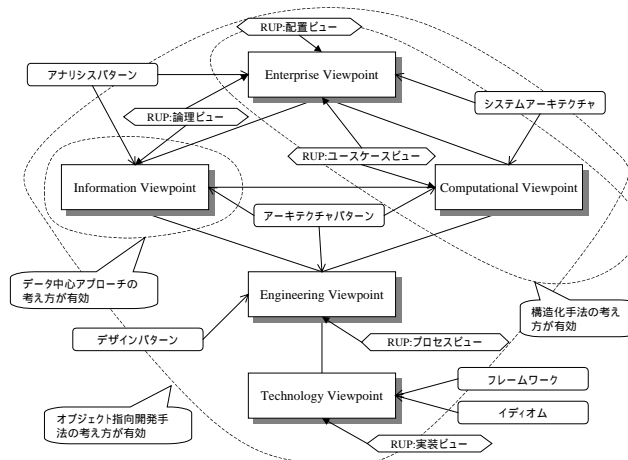 RUP:配置ビュー
Enterprise Viewpoint
アナリシスパターン
システムアーキテクチャ
RUP:論理ビュー
RUP:ユースケースビュー
Information Viewpoint
Computational Viewpoint
アーキテクチャパターン
データ中心アプローチの
考え方が有効
Engineering Viewpoint
構造化手法の考え
方が有効
デザインパターン
RUP:プロセスビュー
Technology Viewpoint
フレームワーク
イディオム
オブジェクト指向開発手
法の考え方が有効
RUP:実装ビュー